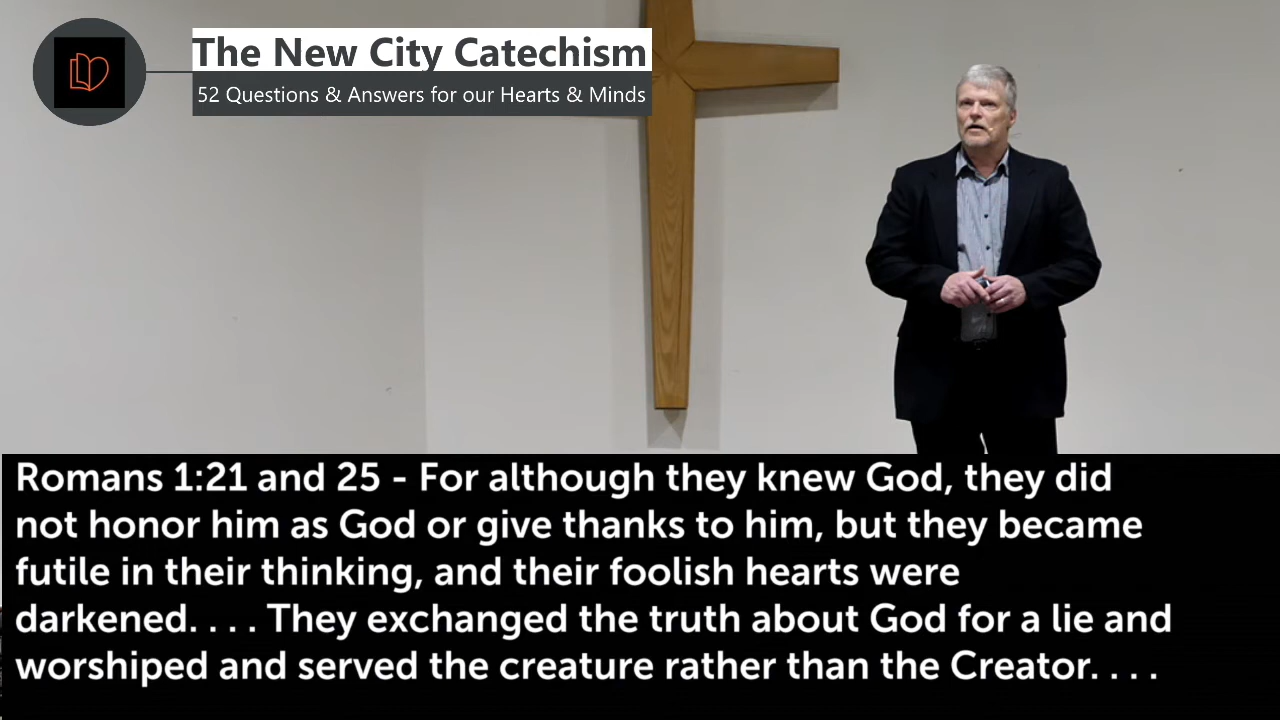 The New City Catechism
52 Questions & Answers for our Hearts & Minds
Romans 1:21 and 25 - For although they knew God, they did
not honor him as God or give thanks to him, but they became
futile in their thinking, and their foolish hearts were
darkened. . . . They exchanged the truth about God for a lie and
worshiped and served the creature rather than the Creator. . . .